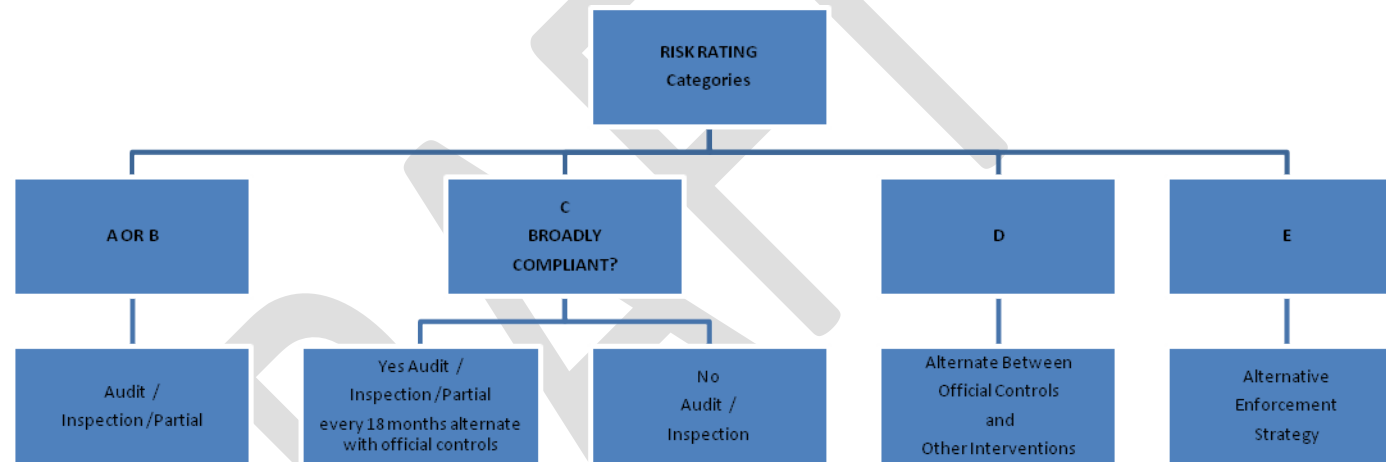 RISK RATING
Categories
A OR B
C
BROADLY
COMPLIANT?
D
E
Audit /
Inspection /Partial
Yes Audit /
Inspection /Partial
every 18 months alternate
with official controls
No
Audit /
Inspection
Alternate Between
Official Controls
and
Other Interventions
Alternative
Enforcement
Strategy